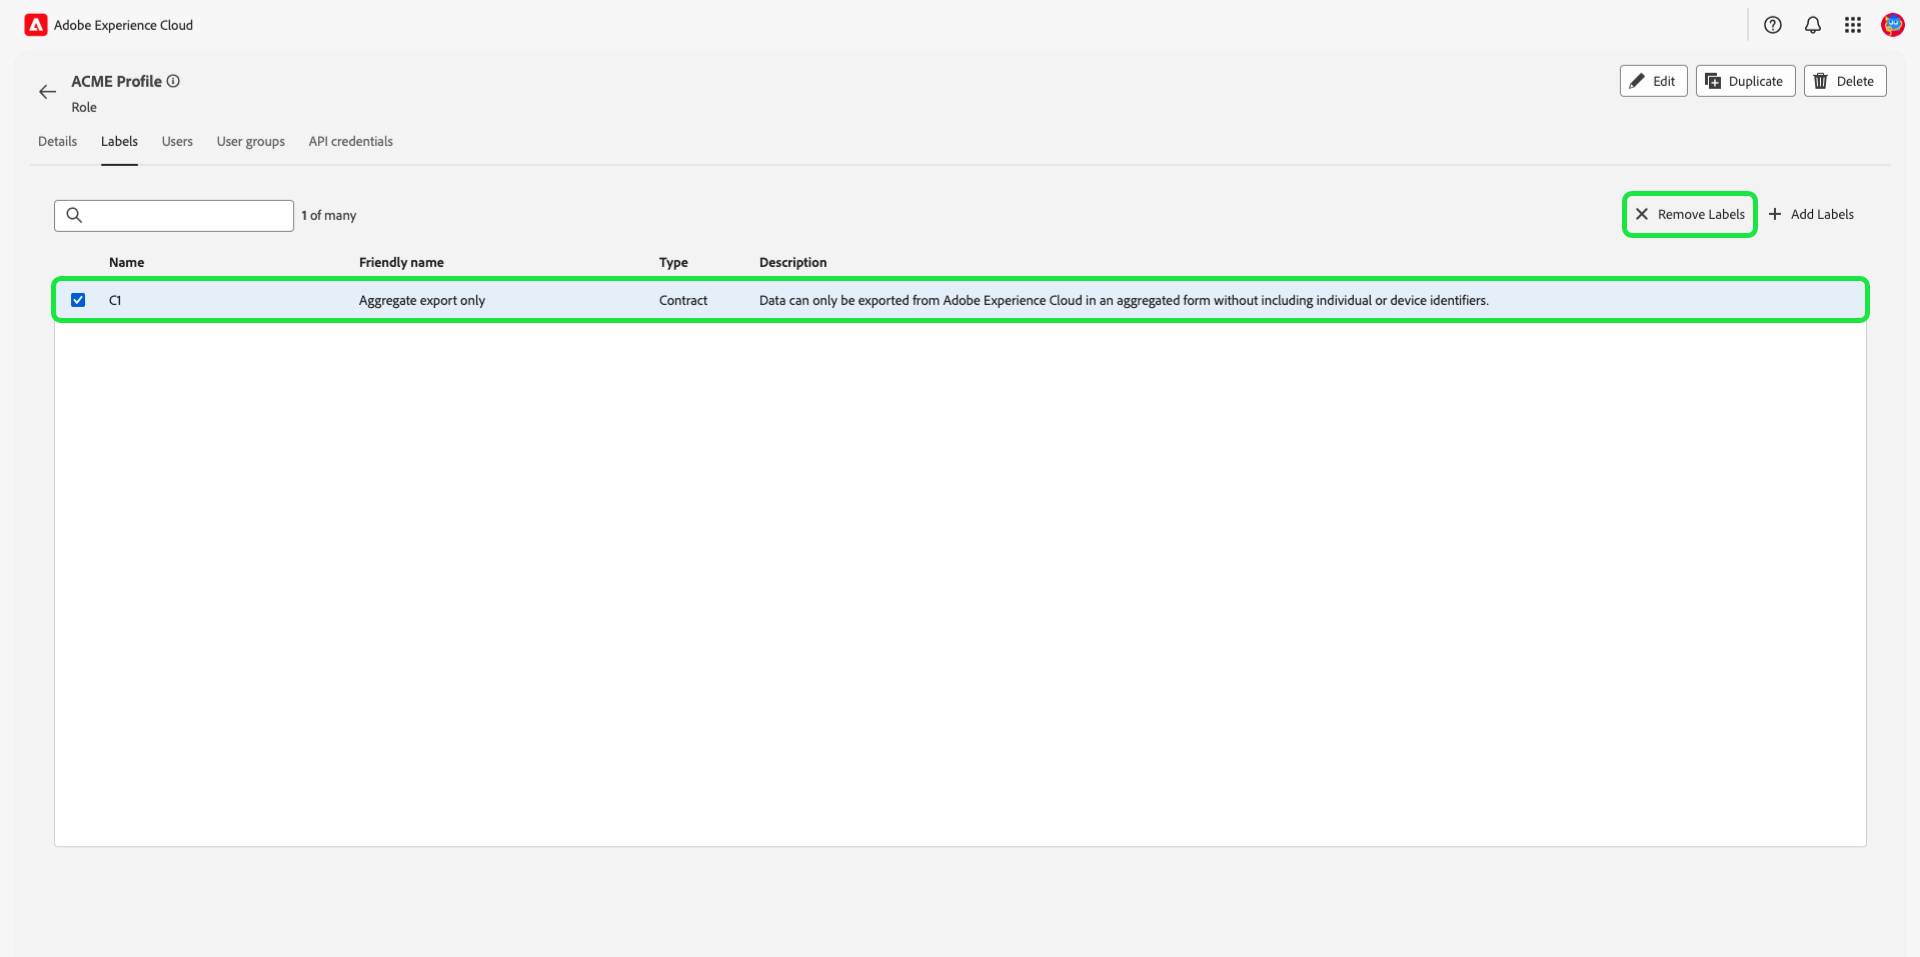 Adobe Experience Cloud
ACME Profile
Role
Edit
Duplicate
Delete
Details
Labels
Users
User groups
API credentials
1 of many
Remove Labels
Add Labels
Name Friendly name Type Description
C1 Aggregate export only Contract Data can only be exported from Adobe Experience Cloud in an aggregated form without including individual or device identifiers.